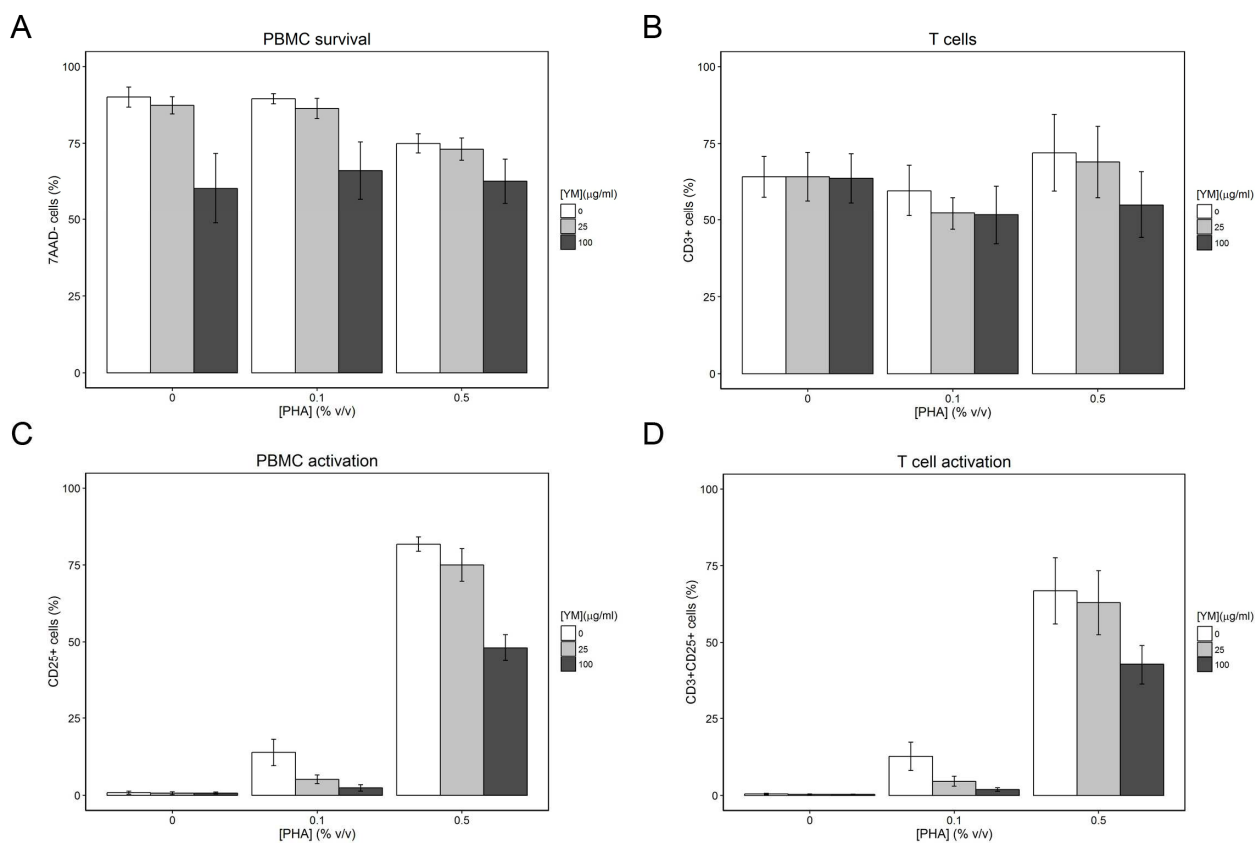 A
PBMC survival
100
75
50
25
0
7AAD- cells (%)
0
0.1
0.5
[PHA] (% v/v)
[YM](μg/ml)
0
25
100
B
T cells
100
75
50
25
0
CD3+ cells (%)
0
0.1
0.5
[PHA] (% v/v)
[YM](μg/ml)
0
25
100
C
PBMC activation
100
75
50
25
0
CD25+ cells (%)
0
0.1
0.5
[PHA] (% v/v)
[YM](μg/ml)
0
25
100
D
T cell activation
100
75
50
25
0
CD3+CD25+ cells (%)
0
0.1
0.5
[PHA] (% v/v)
[YM](μg/ml)
0
25
100